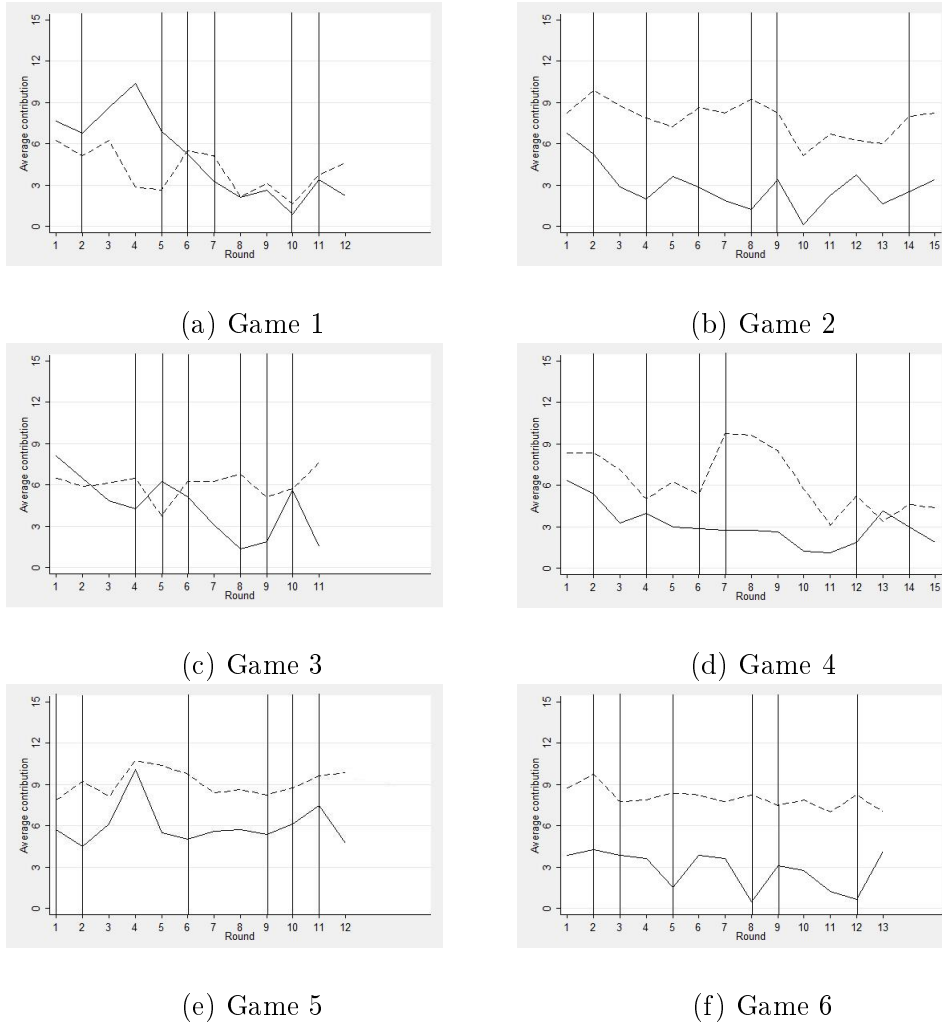 Average contribution
15
12
9
6
3
0
1 2 3 4 5 6 7 8 9 10 11 12
Round
(a) Game 1
Average contribution
15
12
9
6
3
0
1 2 3 4 5 6 7 8 9 10 11 12 13 14 15
Round
(b) Game 2
Average contribution
15
12
9
6
3
0
1 2 3 4 5 6 7 8 9 10 11
Round
(c) Game 3
Average contribution
15
12
9
6
3
0
1 2 3 4 5 6 7 8 9 10 11 12 13 14 15
Round
(d) Game 4
Average contribution
15
12
9
6
3
0
1 2 3 4 5 6 7 8 9 10 11 12
Round
(e) Game 5
Average contribution
15
12
9
6
3
0
1 2 3 4 5 6 7 8 9 10 11 12 13
Round
(f) Game 6